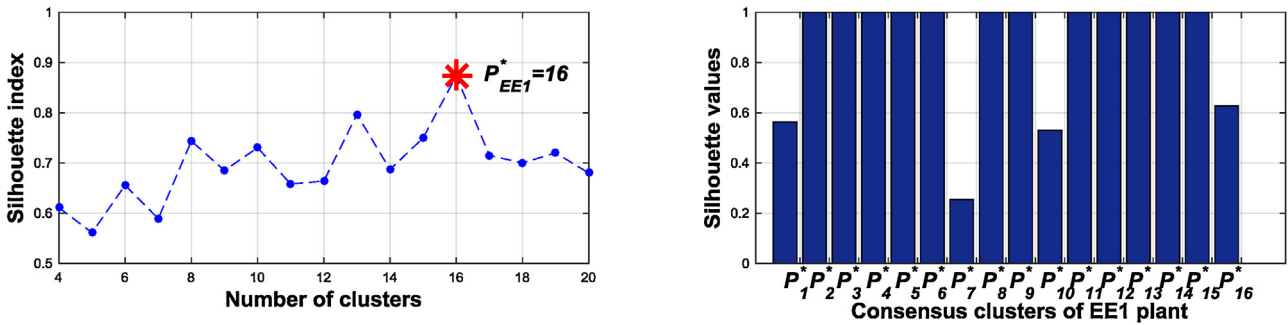 Silhouette index
1
0.9
0.8
0.7
0.6
0.5
P*EE1=16
4 6 8 10 12 14 16 18 20
Number of clusters
Silhouette values
1
0.8
0.6
0.4
0.2
0
P*1 P*2 P*3 P*4 P*5 P*6 P*7 P*8 P*9 P*10 P*11 P*12 P*13 P*14 P*15 P*16
Consensus clusters of EE1 plant